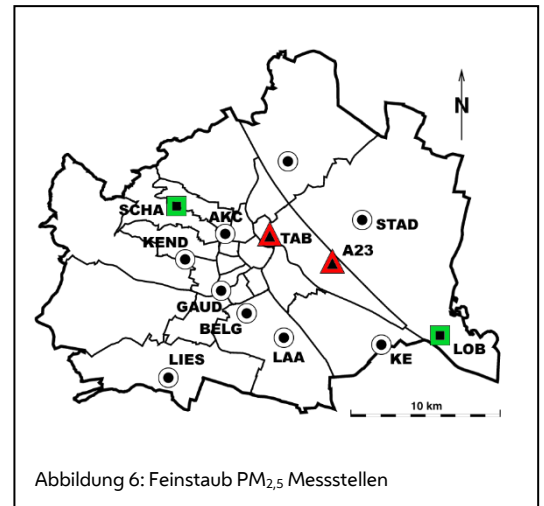 N
SCHA
AKC
STAD
TAB
KEND
A23
GAUD
BELG
LAA
KE
LOB
LIES
10 km
Abbildung 6: Feinstaub PM₂,₅ Messstellen